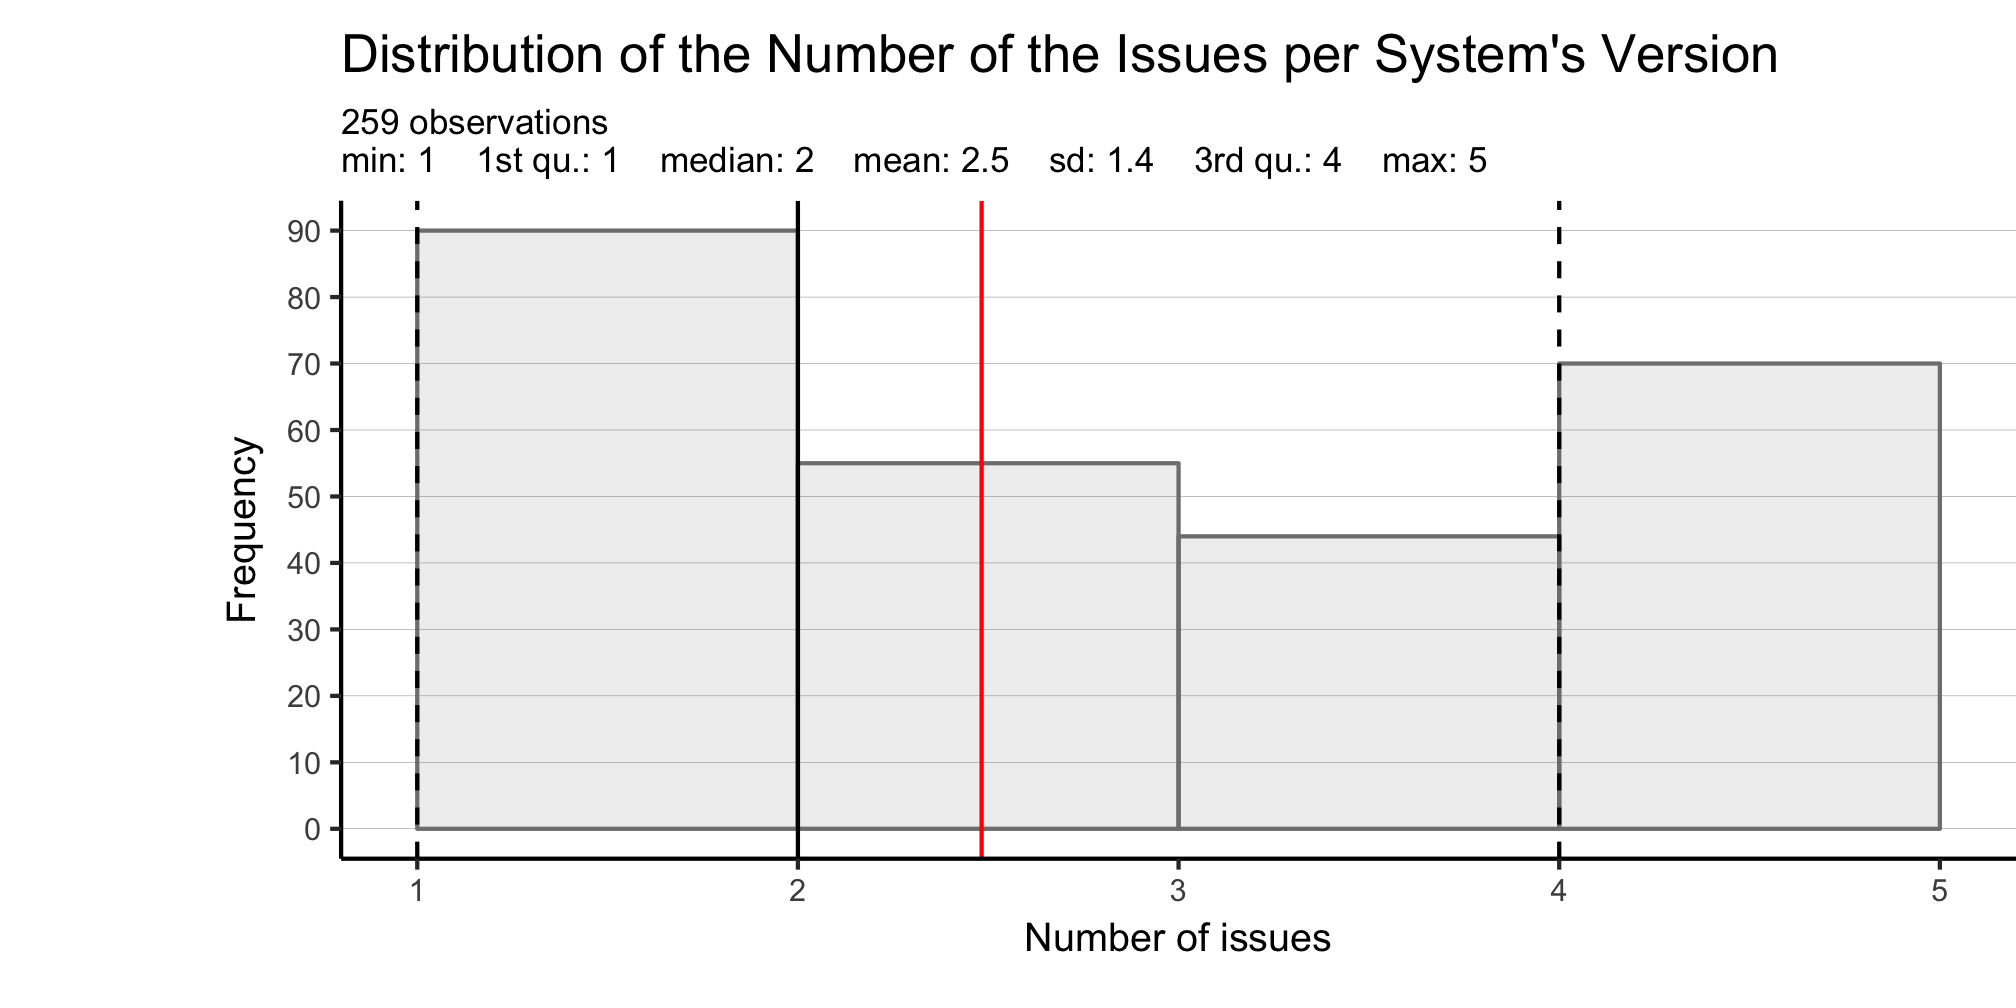 Distribution of the Number of the Issues per System's Version
259 observations
min: 1 1st qu.: 1 median: 2 mean: 2.5 sd: 1.4 3rd qu.: 4 max: 5
Frequency
90
80
70
60
50
40
30
20
10
0
1 2 3 4 5
Number of issues